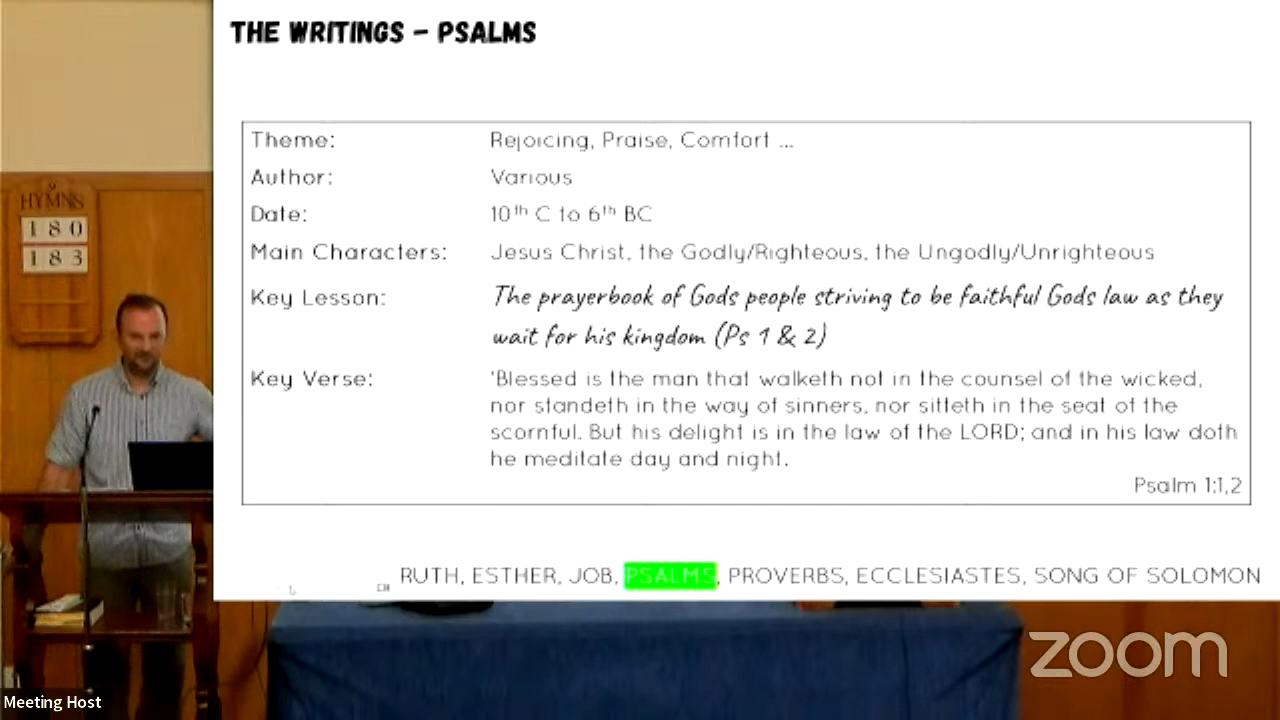 THE WRITINGS – PSALMS
Theme: Rejoicing, Praise, Comfort ...
Author: Various
Date: 10th C to 6th BC
Main Characters: Jesus Christ, the Godly/Righteous, the Ungodly/Unrighteous
Key Lesson: The prayerbook of Gods people striving to be faithful Gods law as they
wait for his kingdom (Ps 1 & 2)
Key Verse: 'Blessed is the man that walketh not in the counsel of the wicked,
nor standeth in the way of sinners, nor sitteth in the seat of the
scornful. But his delight is in the law of the LORD; and in his law doth
he meditate day and night.
Psalm 1:1,2
RUTH, ESTHER, JOB, PSALMS, PROVERBS, ECCLESIASTES, SONG OF SOLOMON
HYMNS
180
183
zoom
Meeting Host